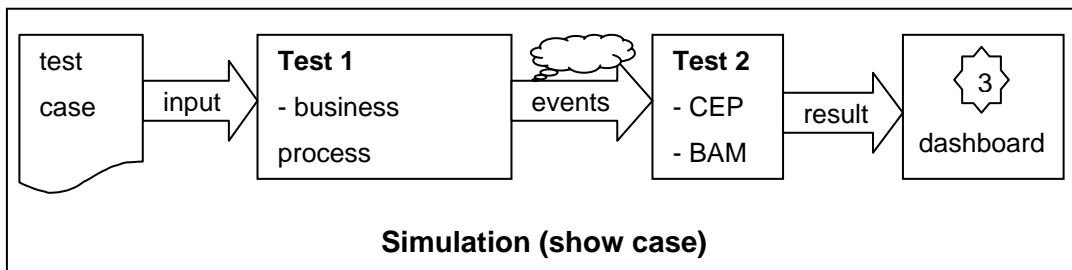 test
case
input
Test 1
- business
process
events
Test 2
- CEP
- BAM
result
3
dashboard
Simulation (show case)